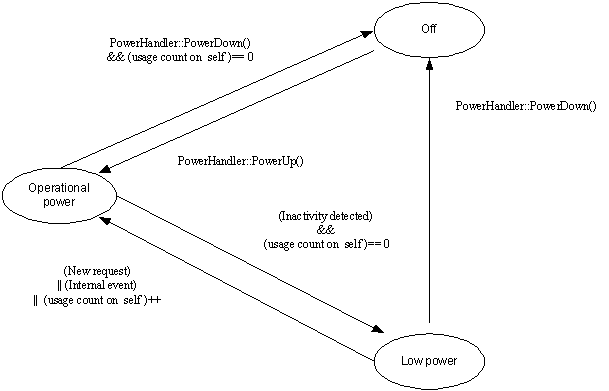 Off
PowerHandler::PowerDown()
&& (usage count on self )== 0
PowerHandler::PowerDown()
PowerHandler::PowerUp()
Operational
power
(Inactivity detected)
&&
(usage count on self )== 0
(New request)
|| (Internal event)
|| (usage count on self )++
Low power